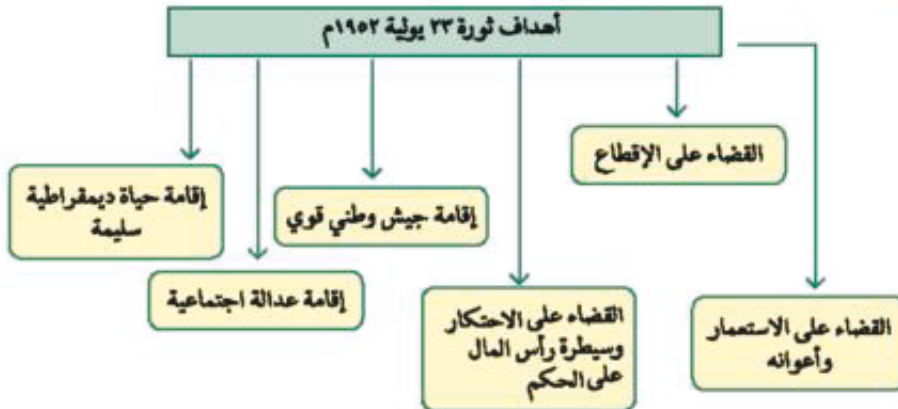 أهداف ثورة ٢٣ يولية ١٩٥٢م
القضاء على الاستعمار
وأعوانه
القضاء على الإقطاع
القضاء على الاحتكار
وسيطرة رأس المال
على الحكم
إقامة جيش وطني قوي
إقامة عدالة اجتماعية
إقامة حياة ديمقراطية
سليمة